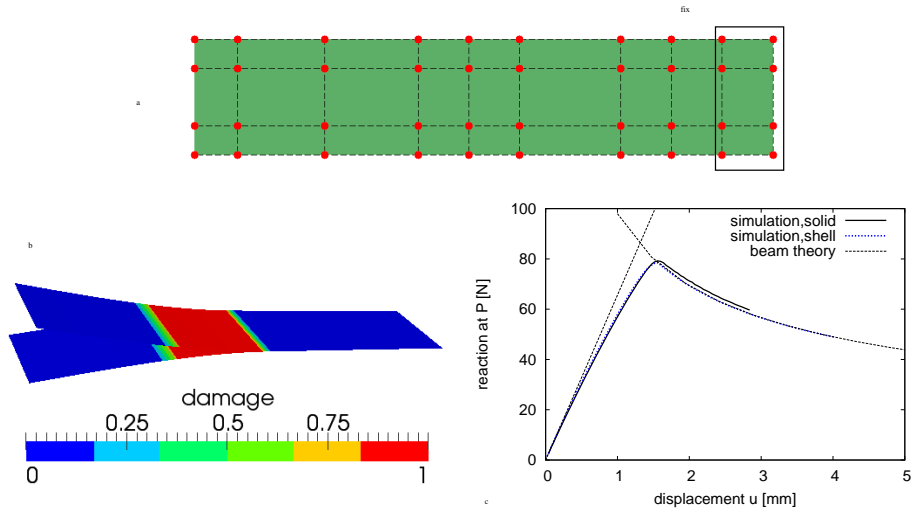 fix
a
b
damage
0.25 0.5 0.75
0 1
c
100
80
60
40
20
0
0 1 2 3 4 5
reaction at P [N]
displacement u [mm]
simulation,solid
simulation,shell
beam theory